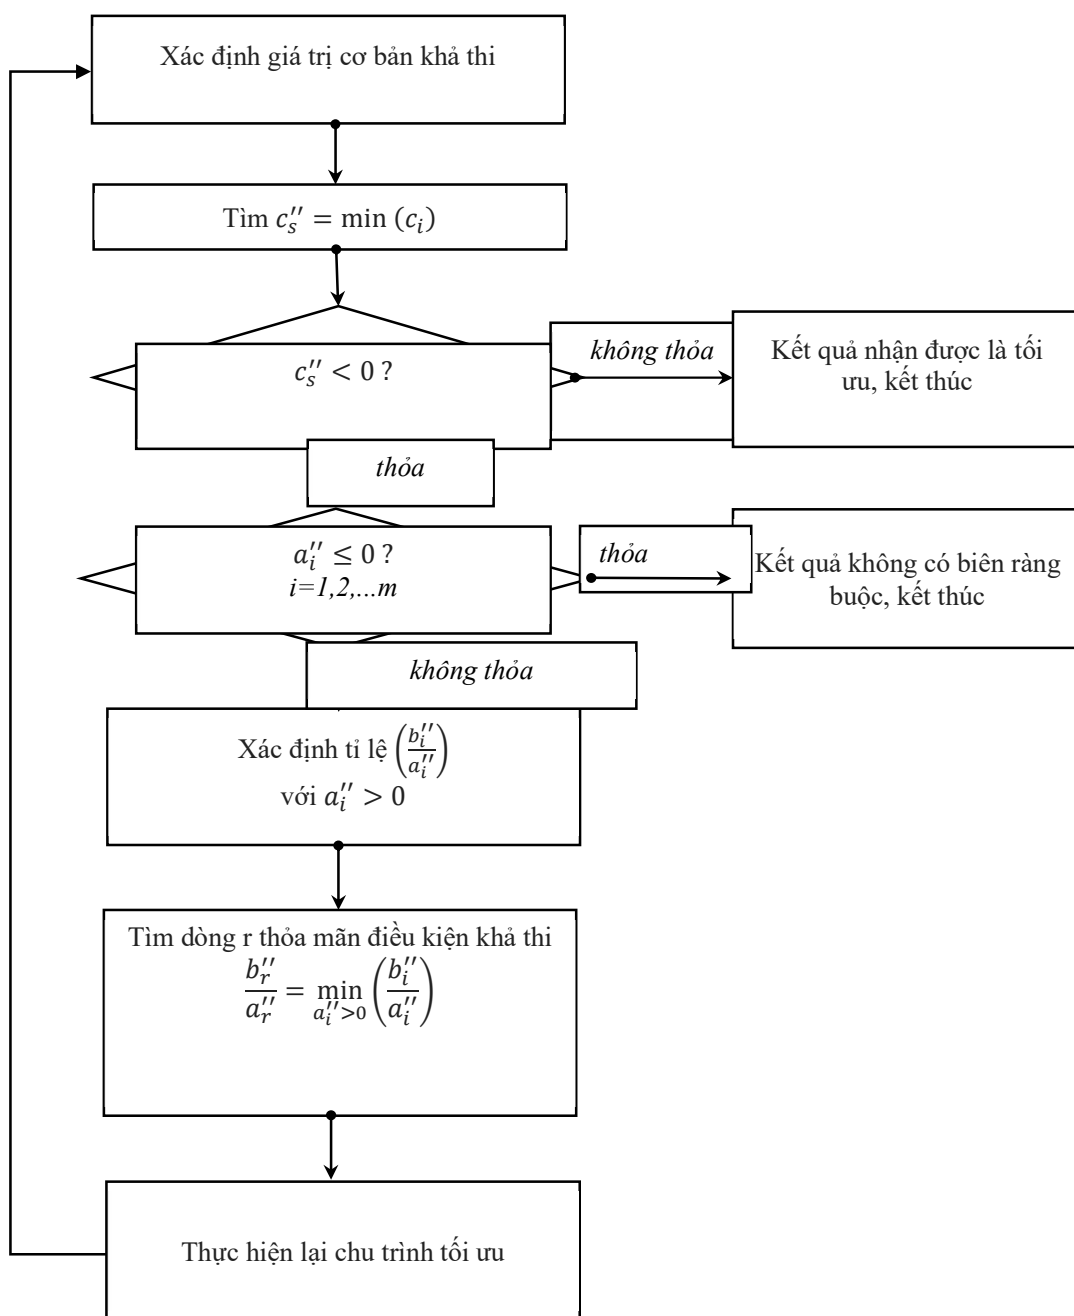 Xác định giá trị cơ bản khả thi
Tìm c″ₛ = min (cᵢ)
c″ₛ < 0 ?
không thỏa
Kết quả nhận được là tối
ưu, kết thúc
thỏa
a″ᵢ ≤ 0 ?
i=1,2,...m
thỏa
Kết quả không có biên ràng
buộc, kết thúc
không thỏa
Xác định tỉ lệ (b″ᵢ/a″ᵢ)
với a″ᵢ > 0
Tìm dòng r thỏa mãn điều kiện khả thi
b″ᵣ/a″ᵣ = min a″ᵢ>0 (b″ᵢ/a″ᵢ)
Thực hiện lại chu trình tối ưu